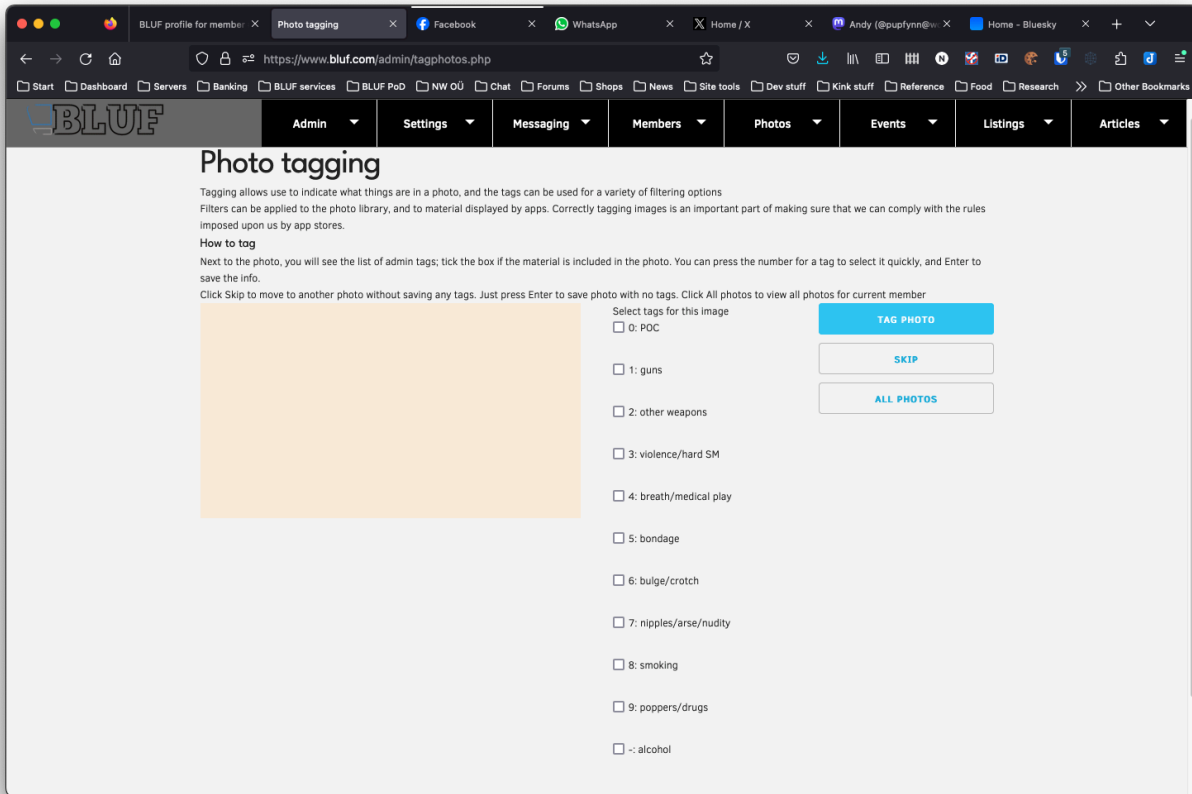 BLUF profile for member
Photo tagging
Facebook
WhatsApp
Home / X
Andy (@pupfynn@w
Home - Bluesky
https://www.bluf.com/admin/tagphotos.php
Start Dashboard Servers Banking BLUF services BLUF PoD NW OÜ Chat Forums Shops News Site tools Dev stuff Kink stuff Reference Food Research Other Bookmarks
BLUF
Admin Settings Messaging Members Photos Events Listings Articles
Photo tagging
Tagging allows use to indicate what things are in a photo, and the tags can be used for a variety of filtering options
Filters can be applied to the photo library, and to material displayed by apps. Correctly tagging images is an important part of making sure that we can comply with the rules
imposed upon us by app stores.
How to tag
Next to the photo, you will see the list of admin tags; tick the box if the material is included in the photo. You can press the number for a tag to select it quickly, and Enter to
save the info.
Click Skip to move to another photo without saving any tags. Just press Enter to save photo with no tags. Click All photos to view all photos for current member
Select tags for this image
0: POC
1: guns
2: other weapons
3: violence/hard SM
4: breath/medical play
5: bondage
6: bulge/crotch
7: nipples/arse/nudity
8: smoking
9: poppers/drugs
-: alcohol
TAG PHOTO
SKIP
ALL PHOTOS